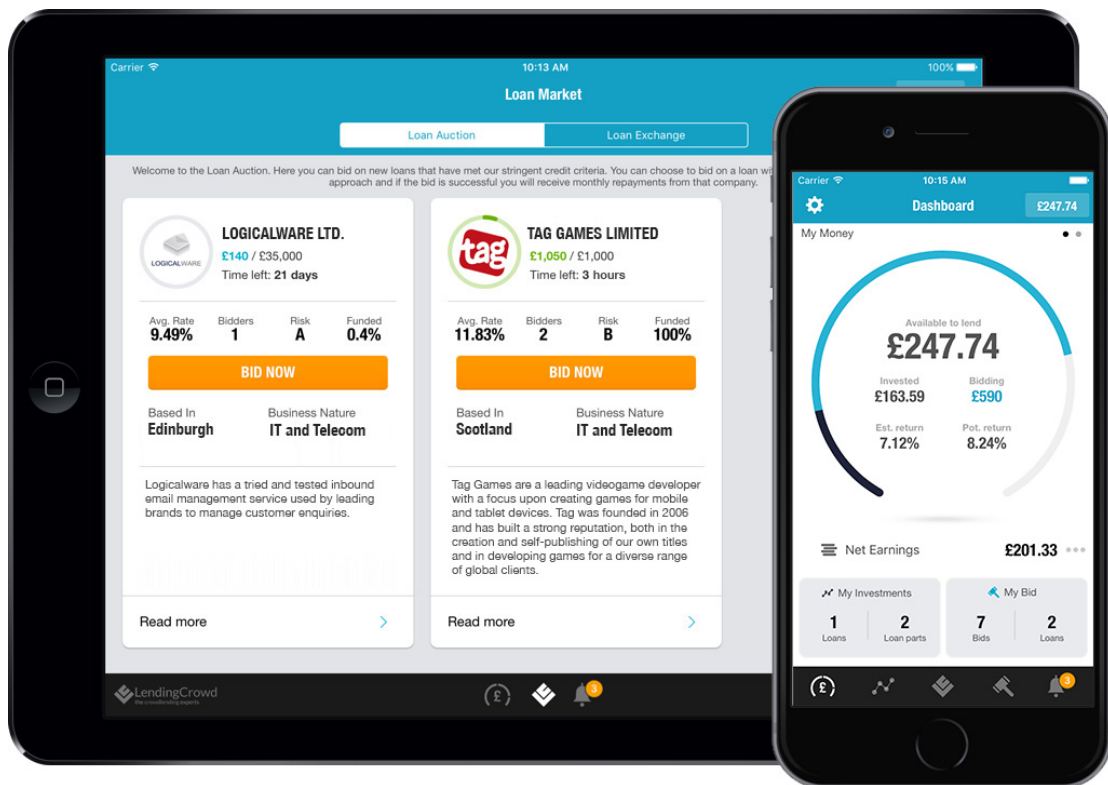 Carrier
10:13 AM
100%
Loan Market
Loan Auction
Loan Exchange
Welcome to the Loan Auction. Here you can bid on new loans that have met our stringent credit criteria. You can choose to bid on a loan
approach and if the bid is successful you will receive monthly repayments from that company.
LOGICALWARE
LOGICALWARE LTD.
£140 / £35,000
Time left: 21 days
Avg. Rate Bidders Risk Funded
9.49% 1 A 0.4%
BID NOW
Based In Business Nature
Edinburgh IT and Telecom
Logicalware has a tried and tested inbound
email management service used by leading
brands to manage customer enquiries.
Read more
tag
TAG GAMES LIMITED
£1,050 / £1,000
Time left: 3 hours
Avg. Rate Bidders Risk Funded
11.83% 2 B 100%
BID NOW
Based In Business Nature
Scotland IT and Telecom
Tag Games are a leading videogame developer
with a focus upon creating games for mobile
and tablet devices. Tag was founded in 2006
and has built a strong reputation, both in the
creation and self-publishing of our own titles
and in developing games for a diverse range
of global clients.
Read more
LendingCrowd
the crowdlending experts
£
3
Carrier
10:15 AM
Dashboard
£247.74
My Money
Available to lend
£247.74
Invested Bidding
£163.59 £590
Est. return Pot. return
7.12% 8.24%
Net Earnings £201.33
My Investments
1 2
Loans Loan parts
My Bid
7 2
Bids Loans
£
3